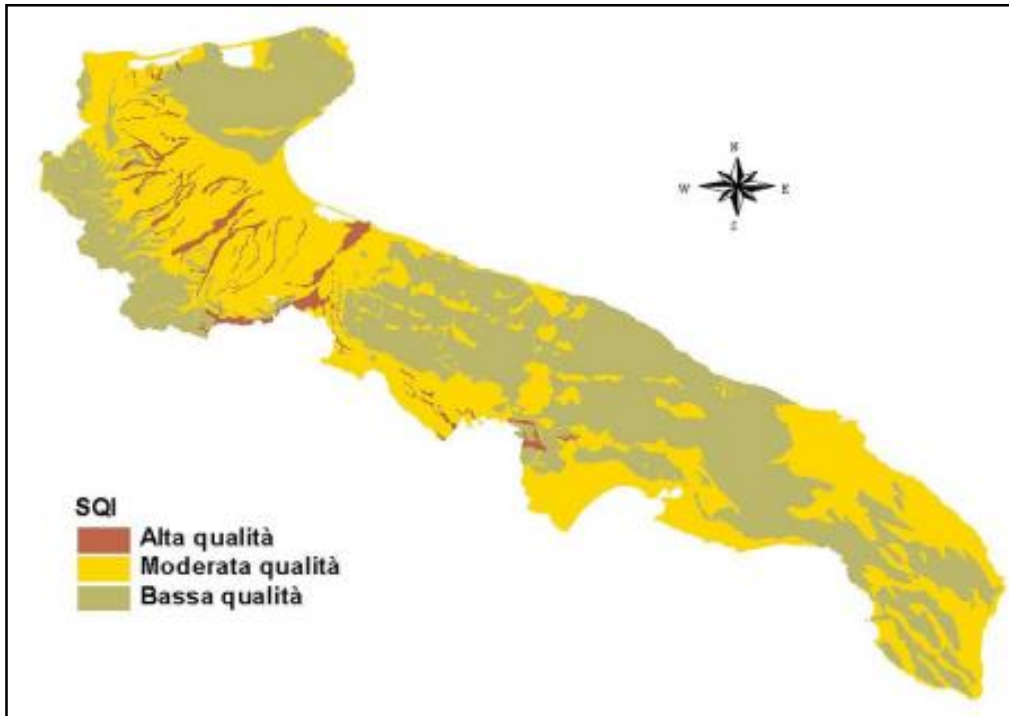 N
W E
S
SQI
Alta qualità
Moderata qualità
Bassa qualità